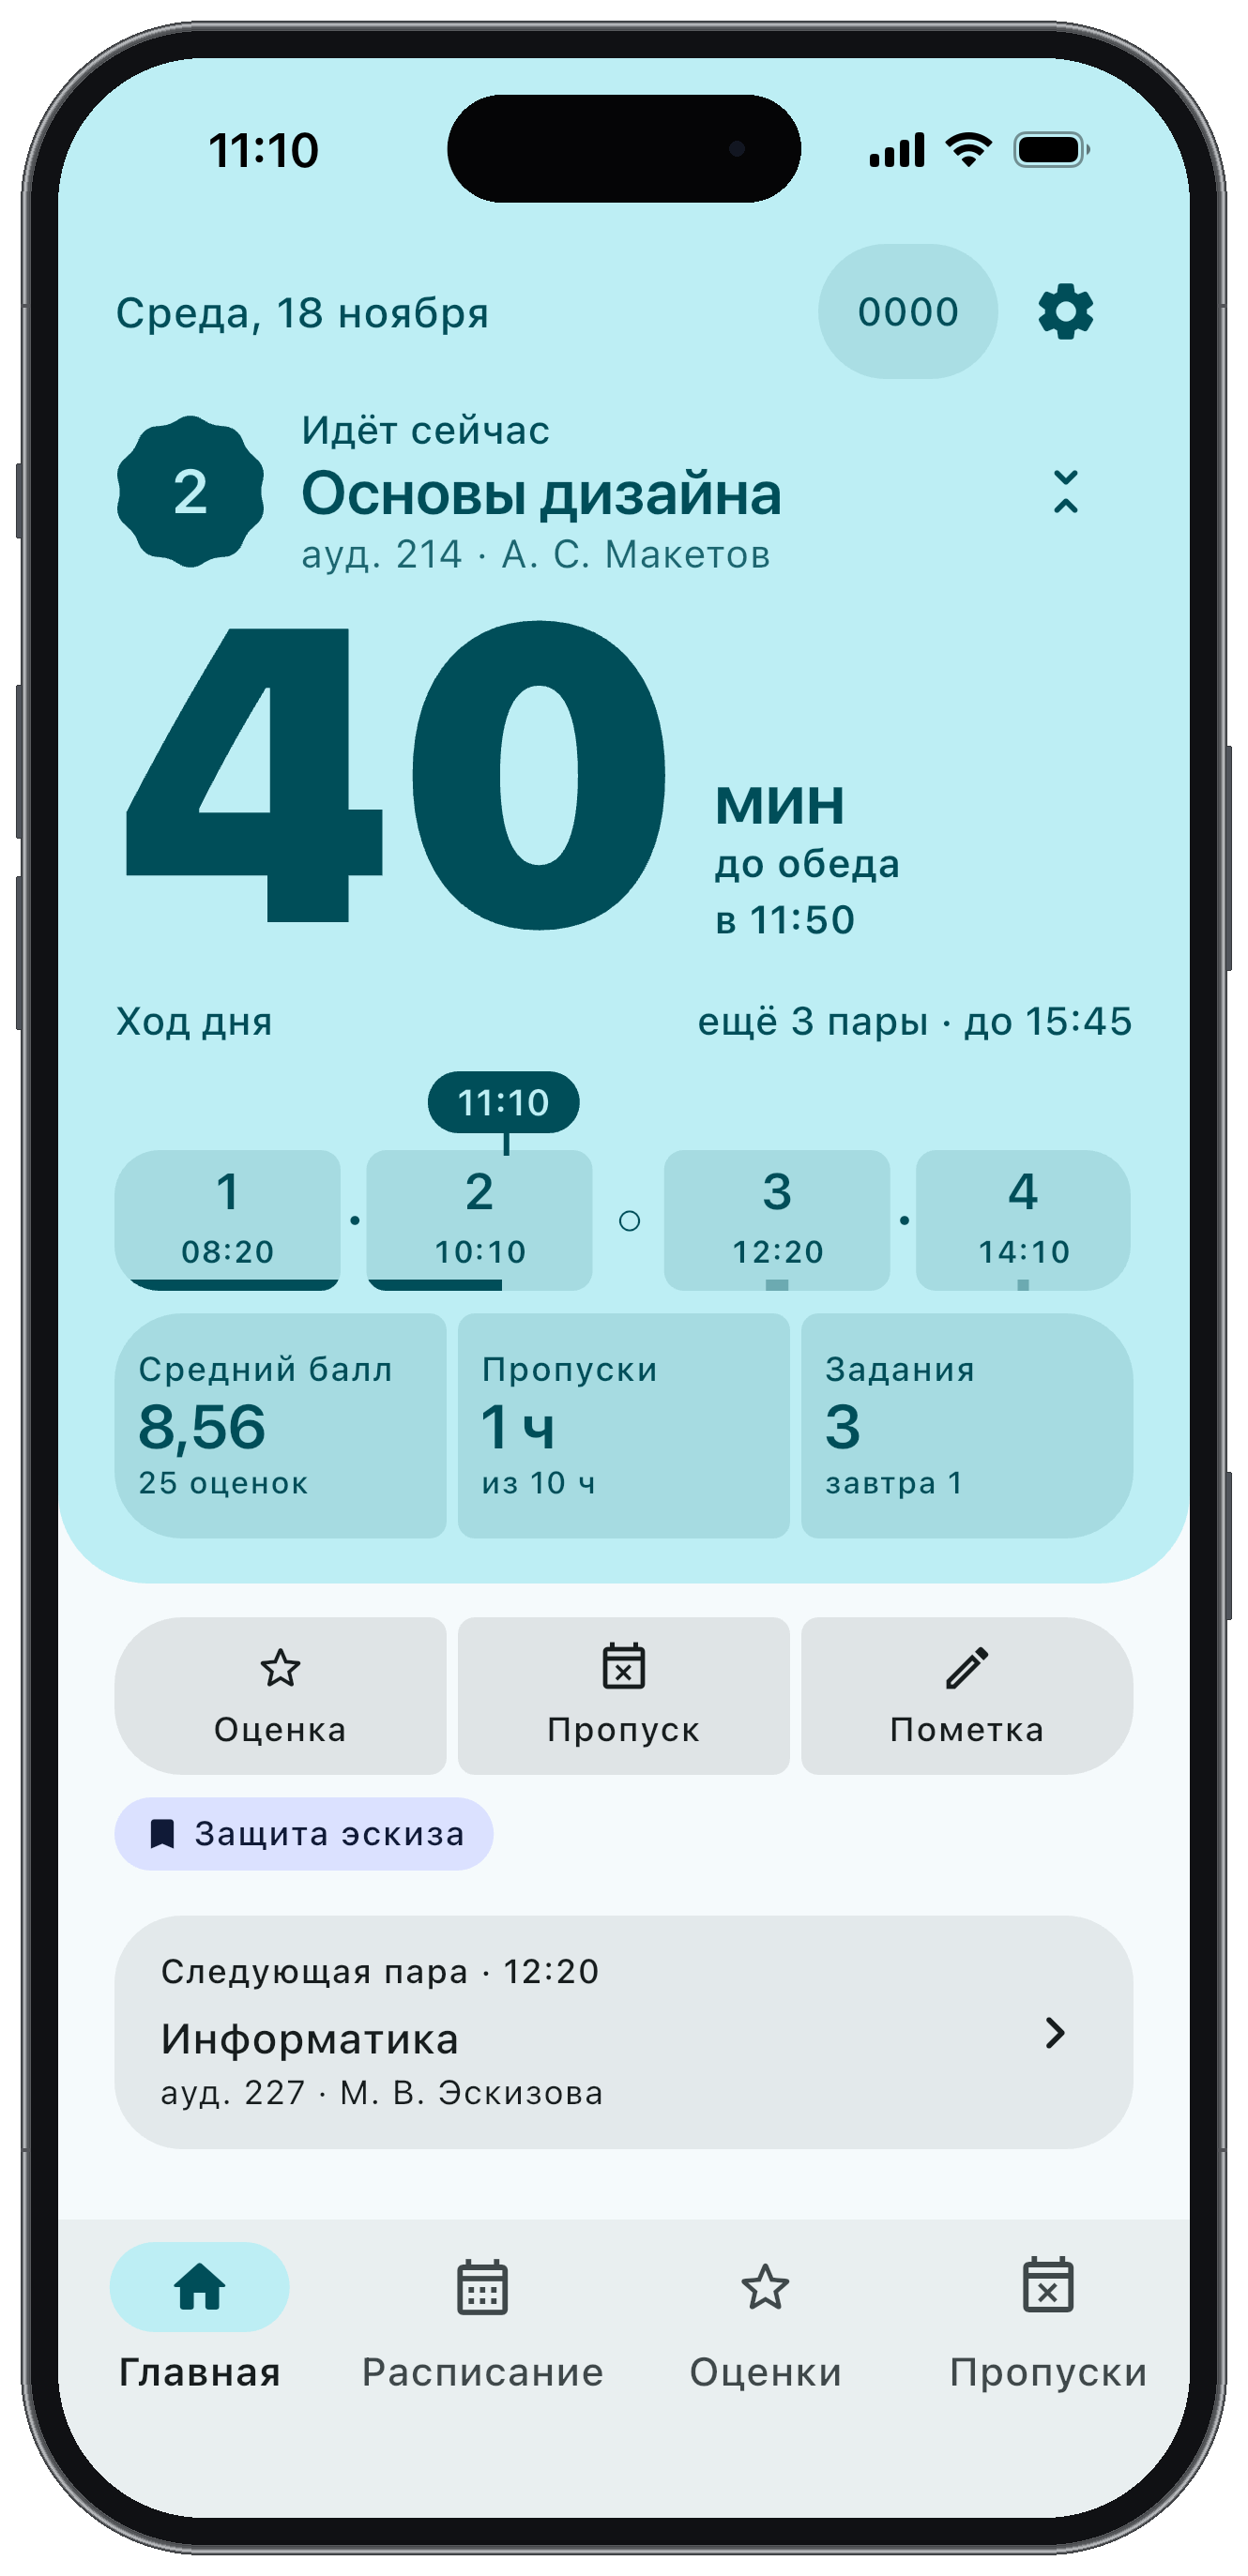 11:10
Среда, 18 ноября
0000
2
Идёт сейчас
Основы дизайна
ауд. 214 · А. С. Макетов
40
мин
до обеда
в 11:50
Ход дня
ещё 3 пары · до 15:45
11:10
1
08:20
2
10:10
3
12:20
4
14:10
Средний балл
8,56
25 оценок
Пропуски
1 ч
из 10 ч
Задания
3
завтра 1
Оценка
Пропуск
Пометка
Защита эскиза
Следующая пара · 12:20
Информатика
ауд. 227 · М. В. Эскизова
Главная
Расписание
Оценки
Пропуски